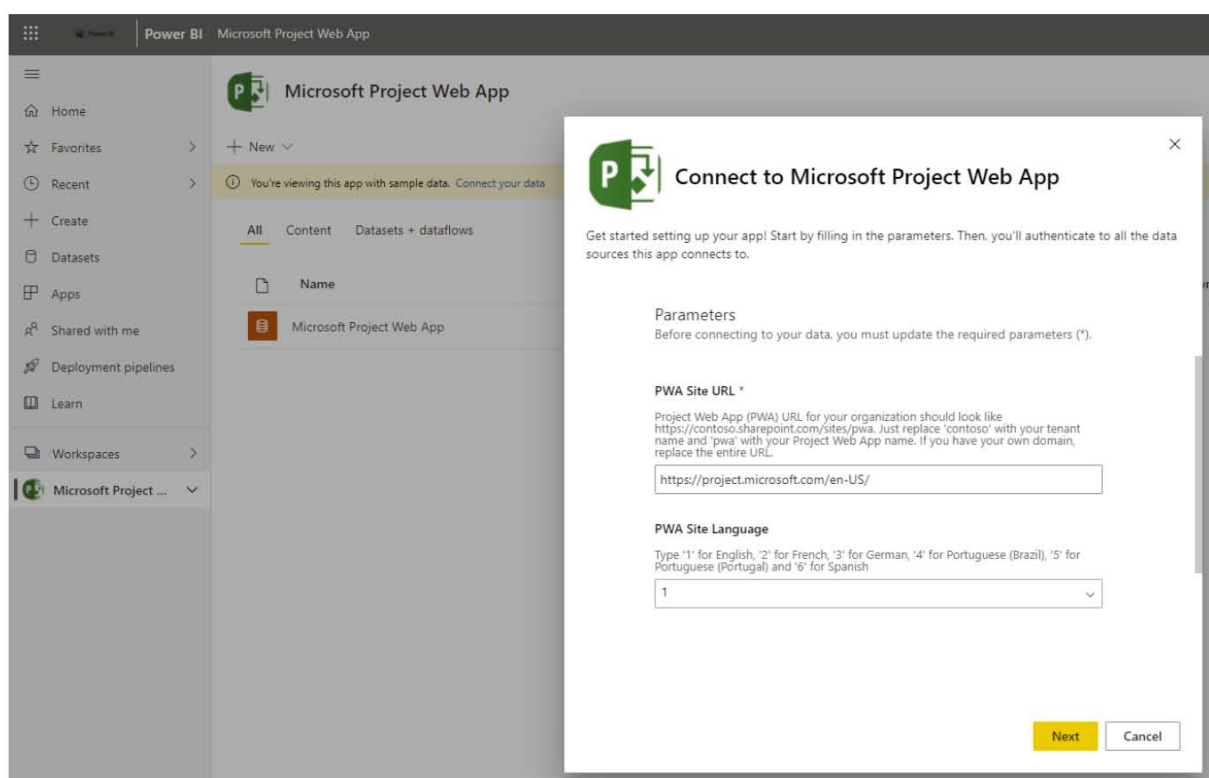 Power BI Microsoft Project Web App
Home
Favorites
Recent
Create
Datasets
Apps
Shared with me
Deployment pipelines
Learn
Workspaces
Microsoft Project ...
Microsoft Project Web App
New
You're viewing this app with sample data. Connect your data
All Content Datasets + dataflows
Name
Microsoft Project Web App
Connect to Microsoft Project Web App
Get started setting up your app! Start by filling in the parameters. Then, you'll authenticate to all the data
sources this app connects to.
Parameters
Before connecting to your data, you must update the required parameters (*).
PWA Site URL *
Project Web App (PWA) URL for your organization should look like
https://contoso.sharepoint.com/sites/pwa. Just replace 'contoso' with your tenant
name and 'pwa' with your Project Web App name. If you have your own domain,
replace the entire URL.
https://project.microsoft.com/en-US/
PWA Site Language
Type '1' for English, '2' for French, '3' for German, '4' for Portuguese (Brazil), '5' for
Portuguese (Portugal) and '6' for Spanish
1
Next Cancel